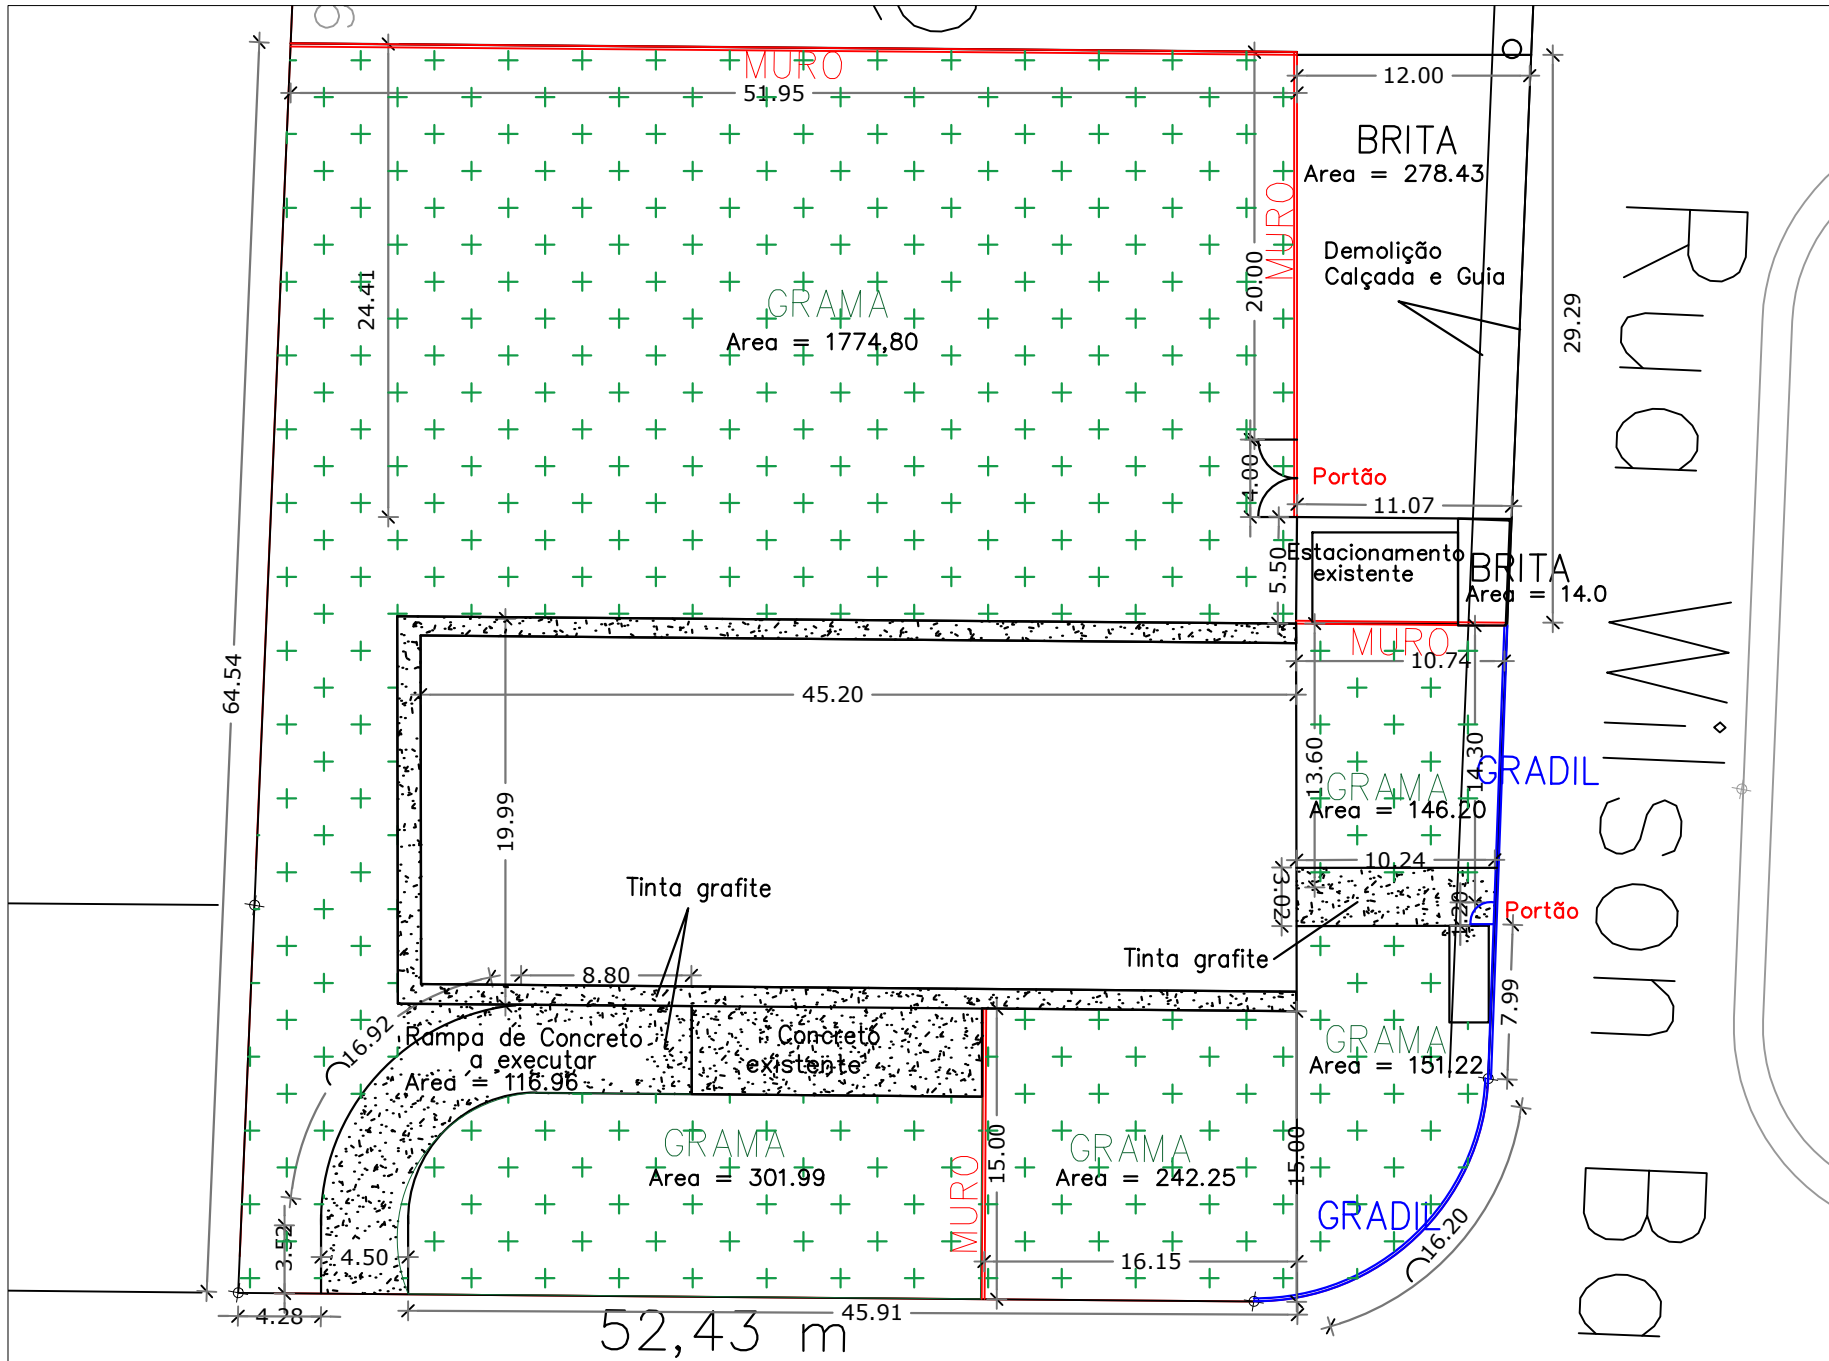 MURO
51.95
12.00
BRITA
Area = 278.43
MURO
Demolição
Calçada e Guia
20.00
24.41
29.29
GRAMA
Area = 1774,80
4.00
Portão
11.07
5.50
Estacionamento
existente
BRITA
Area = 14.0
MURO
10.74
64.54
45.20
13.60
14.30
GRADIL
GRAMA
Area = 146.20
19.99
10.24
3.02
1.20
Portão
Tinta grafite
Tinta grafite
8.80
7.99
16.92
Rampa de Concreto
a executar
Area = 116.96
Concreto
existente
GRAMA
Area = 151.22
GRAMA
Area = 301.99
MURO
15.00
GRAMA
Area = 242.25
15.00
GRADIL
16.20
3.52
4.50
16.15
4.28
45.91
52,43 m
Rua Wilson Bo